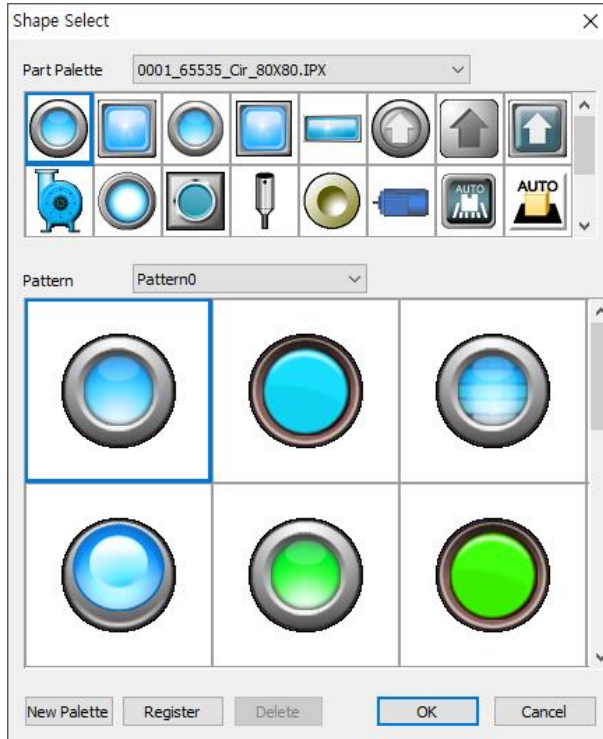 Shape Select
Part Palette
0001_65535_Cir_80X80.IPX
AUTO
AUTO
Pattern
Pattern0
New Palette
Register
Delete
OK
Cancel